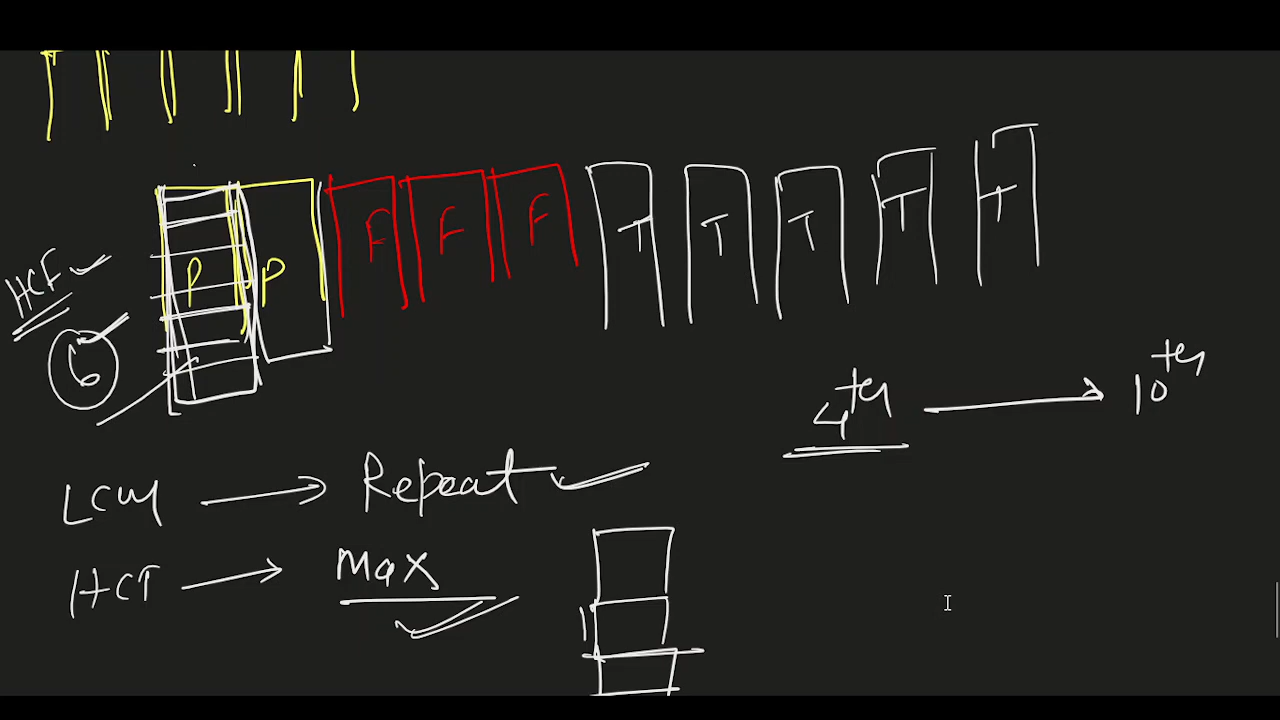 P P F F F T T T T T
HCF
6
4th → 10th
LCM → Repeat
HCF → Max